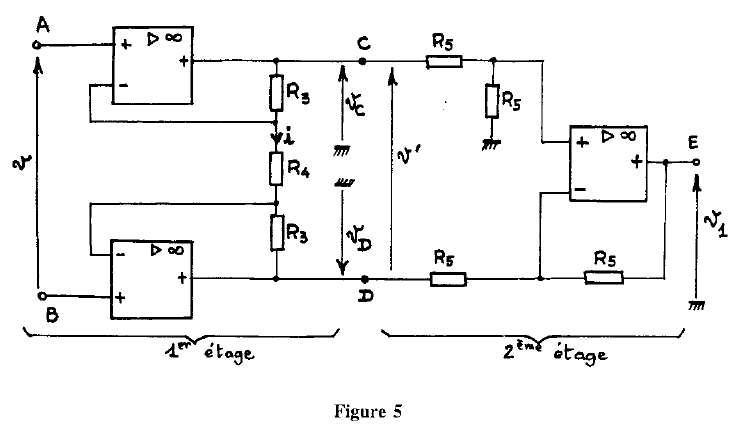 A
+
▷ ∞
+
-
C
R5
R3
R5
v
i
vC
v'
R4
▷ ∞
+
+
-
E
v1
R3
vD
-
▷ ∞
+
+
B
D
R5
R5
1er étage
2ème étage
Figure 5